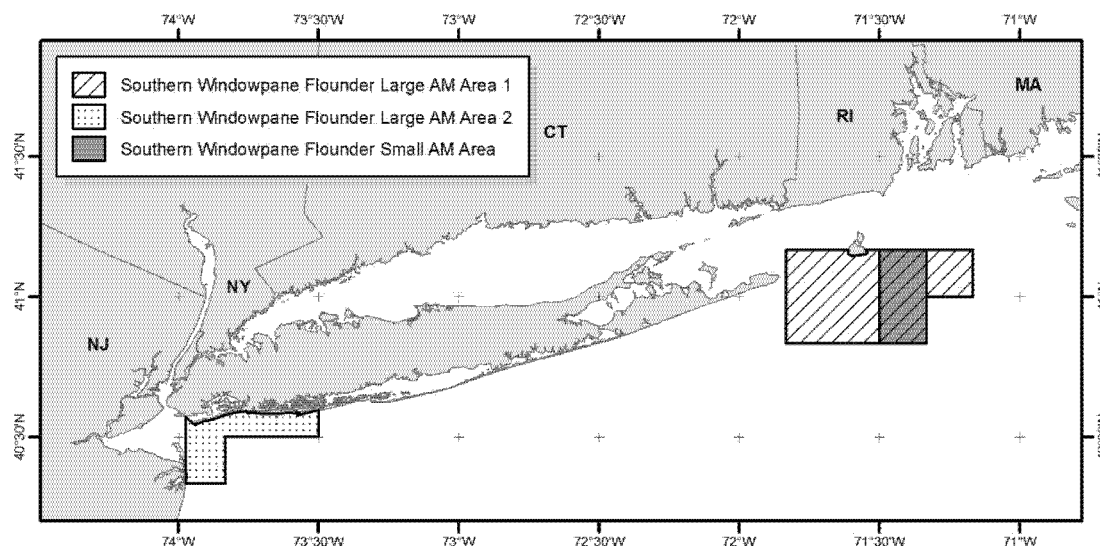 74°W 73°30'W 73°W 72°30'W 72°W 71°30'W 71°W
Southern Windowpane Flounder Large AM Area 1
Southern Windowpane Flounder Large AM Area 2
Southern Windowpane Flounder Small AM Area
MA
RI
CT
41°30'N
NY
41°N
NJ
40°30'N
74°W 73°30'W 73°W 72°30'W 72°W 71°30'W 71°W